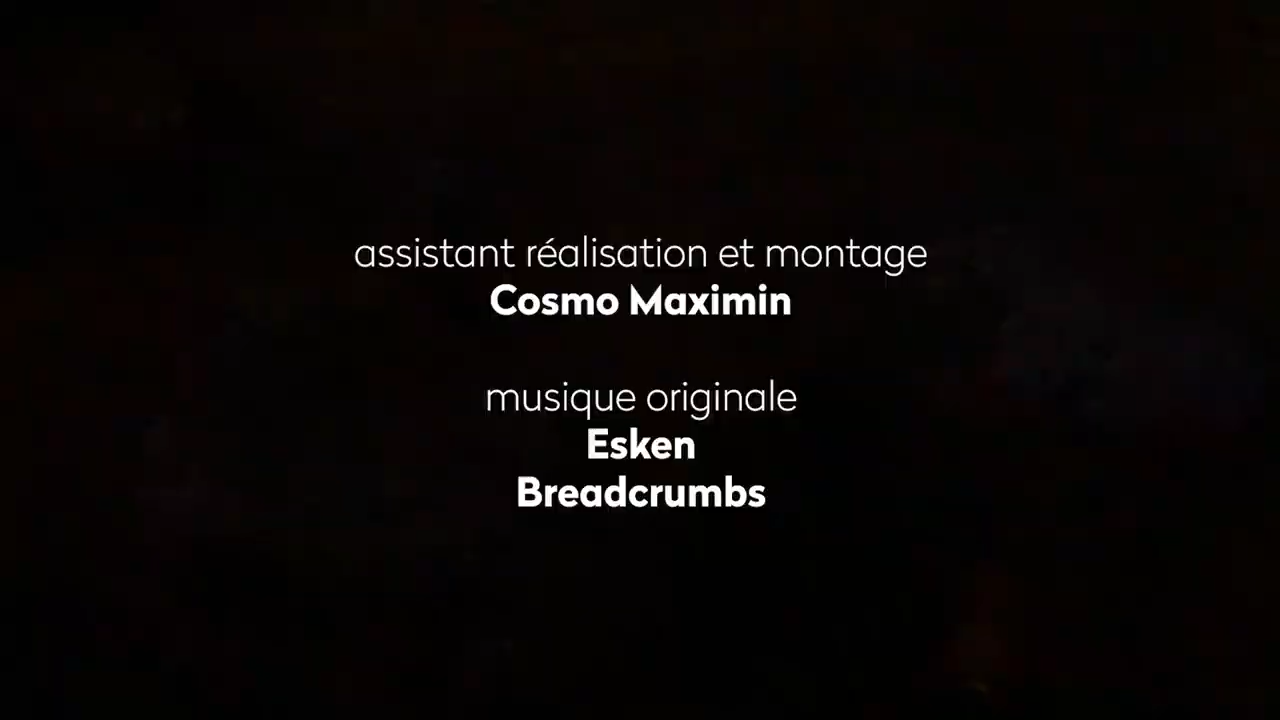 assistant réalisation et montage
Cosmo Maximin
musique originale
Esken
Breadcrumbs